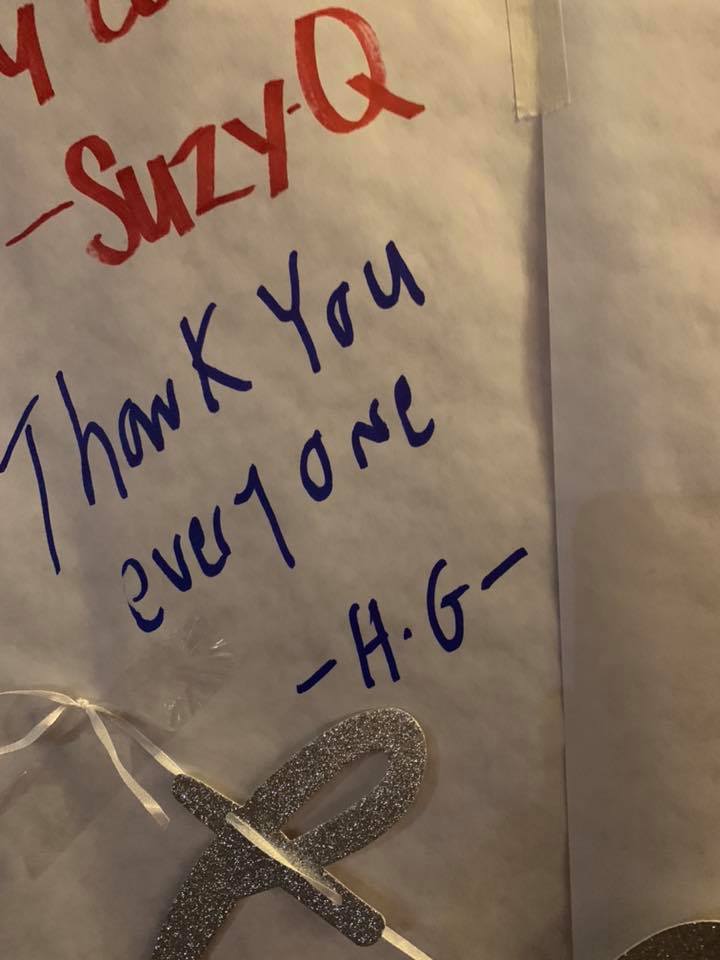 -Suzy-Q
Thank You
everyone
-H.G-